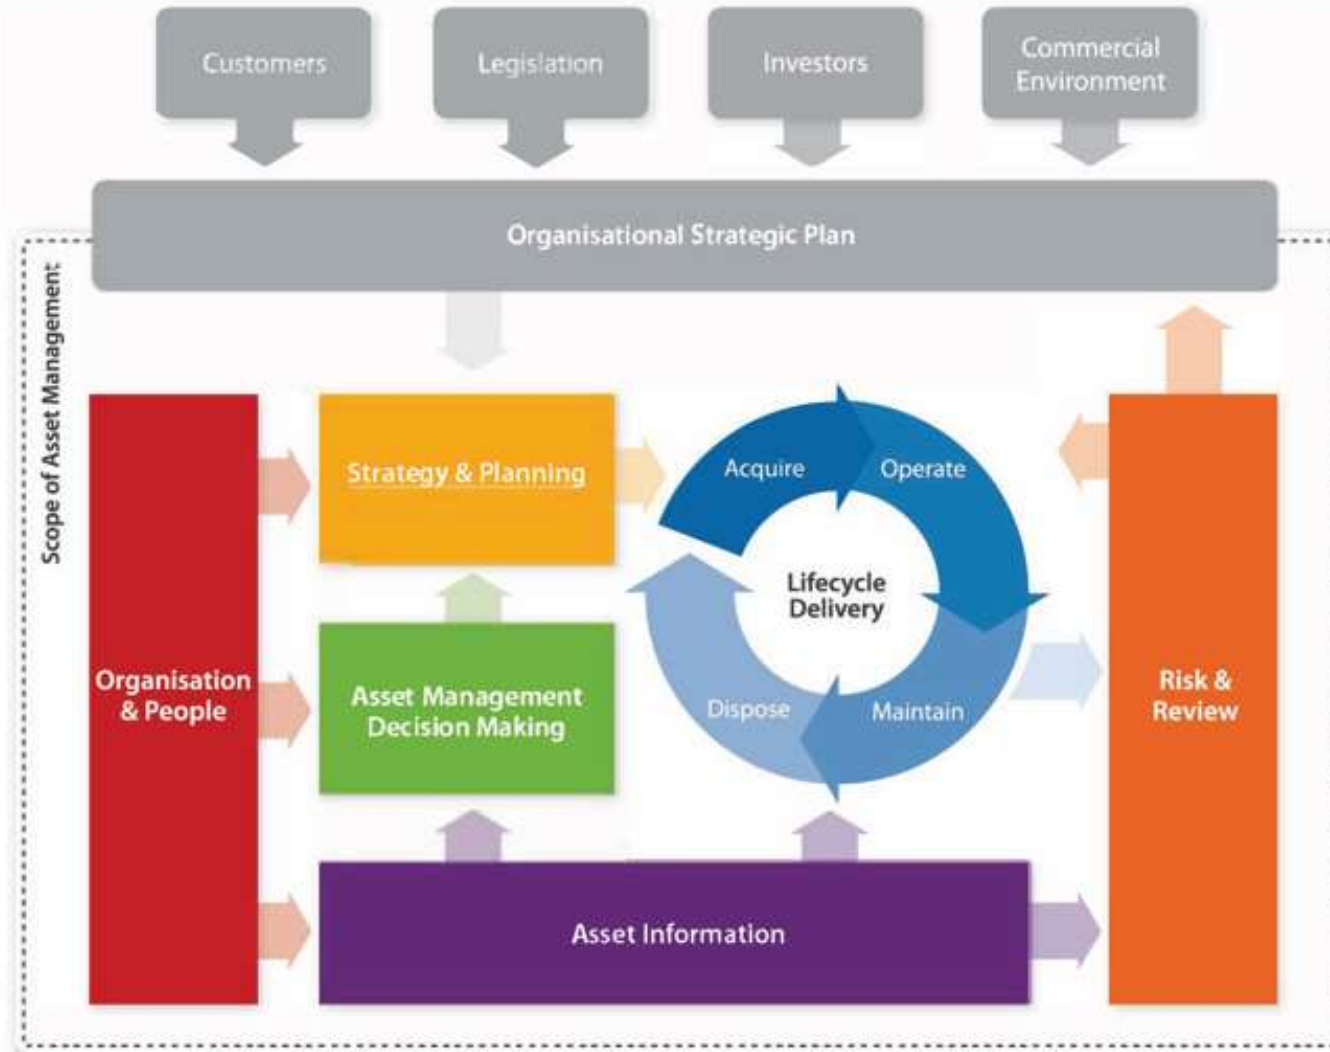 Customers
Legislation
Investors
Commercial
Environment
Organisational Strategic Plan
Scope of Asset Management
Strategy & Planning
Acquire
Operate
Lifecycle
Delivery
Organisation
& People
Asset Management
Decision Making
Dispose
Maintain
Risk &
Review
Asset Information